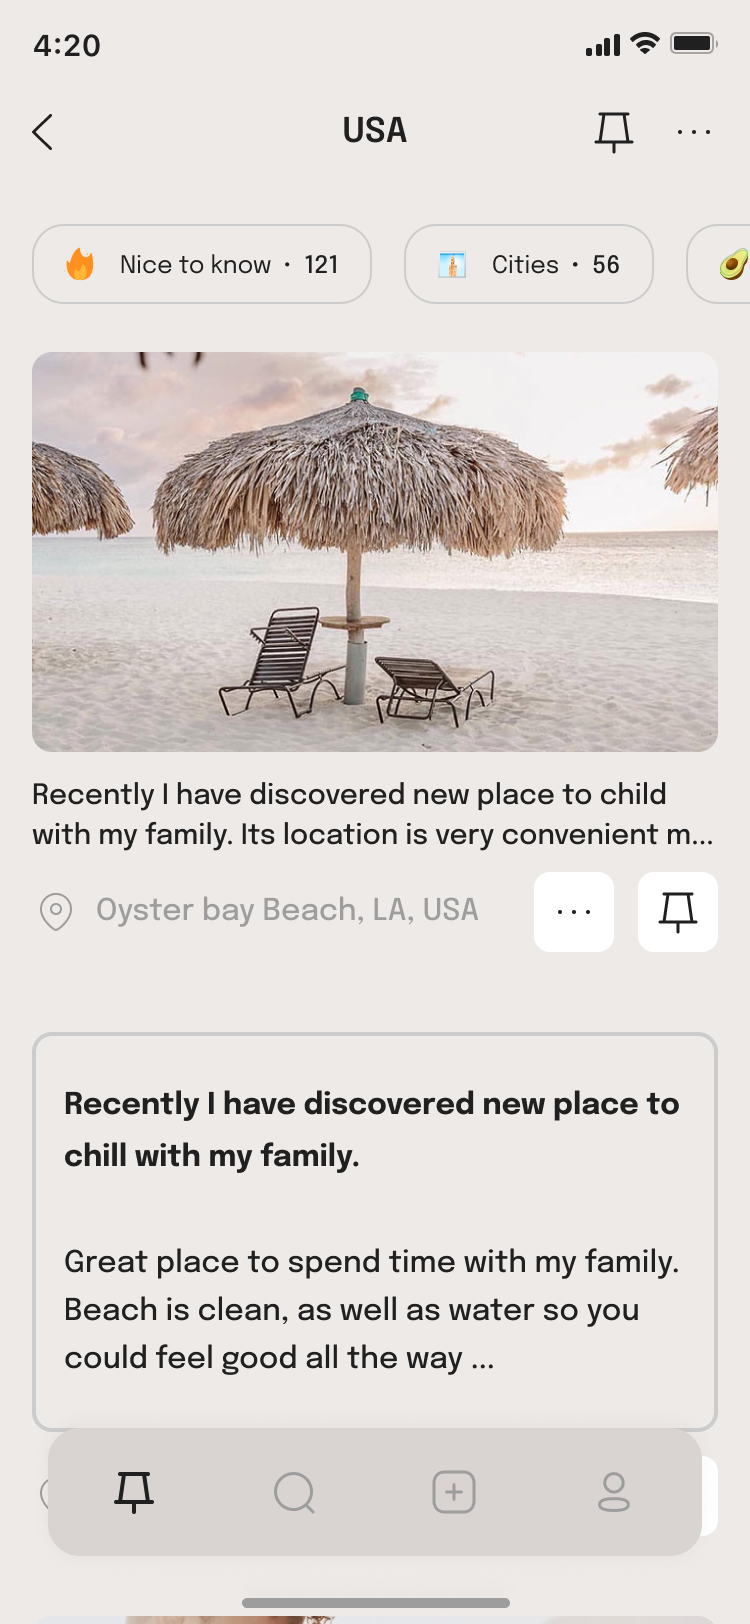 4:20
USA
Nice to know · 121
Cities · 56
Recently I have discovered new place to child
with my family. Its location is very convenient m...
Oyster bay Beach, LA, USA
Recently I have discovered new place to
chill with my family.
Great place to spend time with my family.
Beach is clean, as well as water so you
could feel good all the way ...